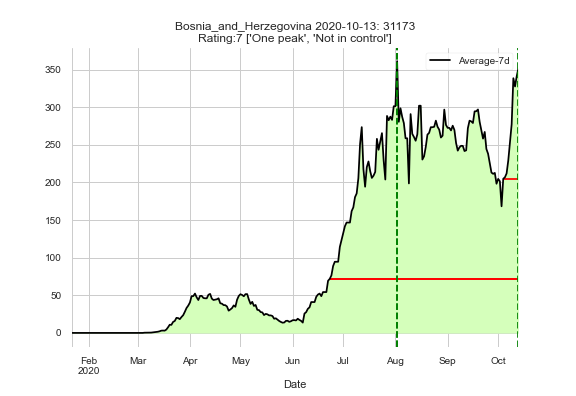 Bosnia_and_Herzegovina 2020-10-13: 31173
Rating:7 ['One peak', 'Not in control']
Average-7d
350
300
250
200
150
100
50
0
Feb Mar Apr May Jun Jul Aug Sep Oct
2020
Date